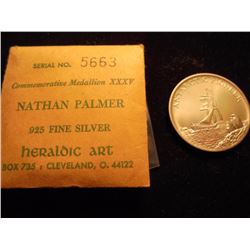 SERIAL NO. 5663
Commemorative Medallion XXXV
NATHAN PALMER
.925 FINE SILVER
heraldic art
BOX 735 • CLEVELAND, O. 44122